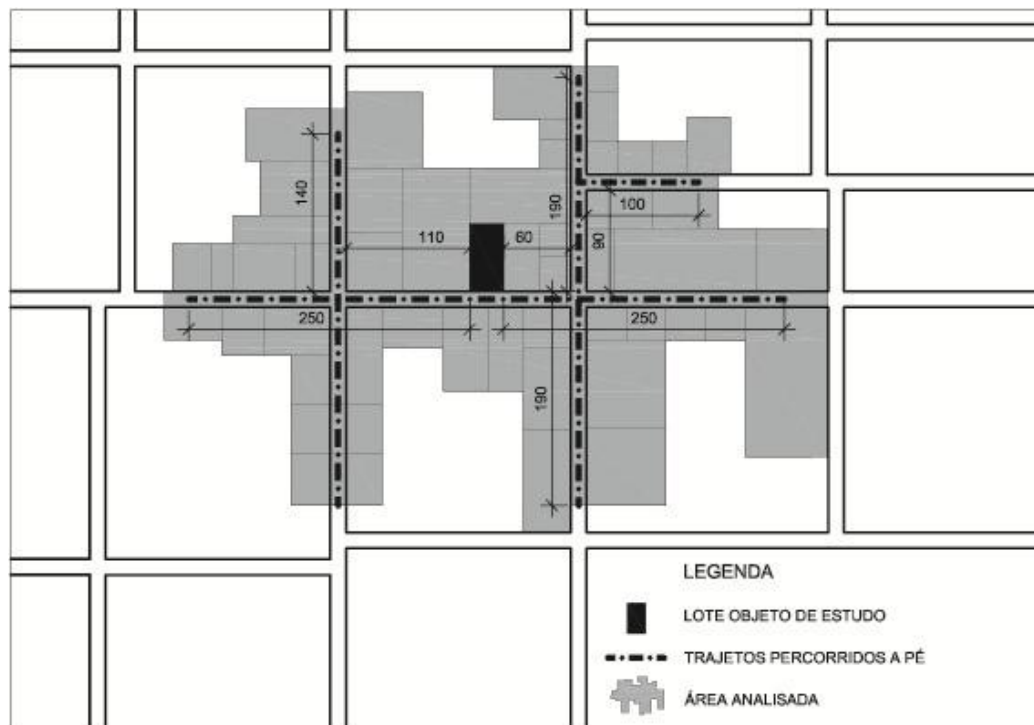 140
190
100
110
60
90
250
250
190
LEGENDA
LOTE OBJETO DE ESTUDO
TRAJETOS PERCORRIDOS A PÉ
ÁREA ANALISADA